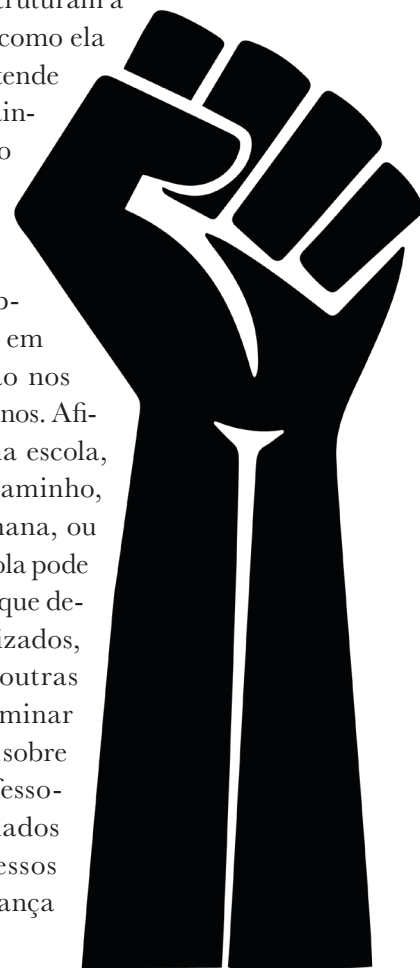 truturam a
como ela
tende
in-
o
o-
em
o nos
nos. Afi-
a escola,
aminho,
nana, ou
ola pode
que de-
izados,
outras
minar
sobre
fesso-
ados
essos
ança